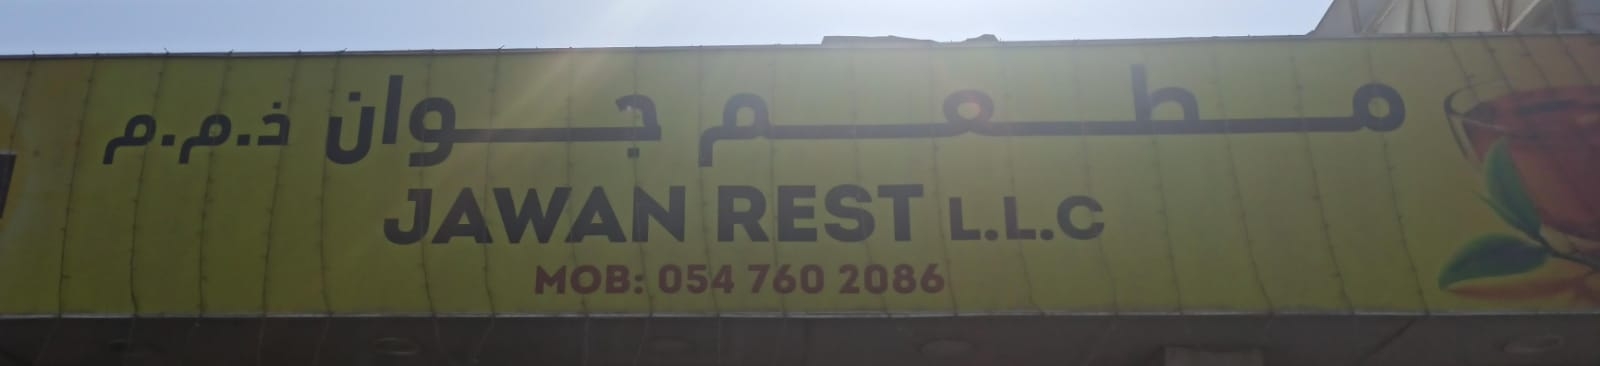 مطعم جوان ذ.م.م
JAWAN REST L.L.C
MOB: 054 760 2086